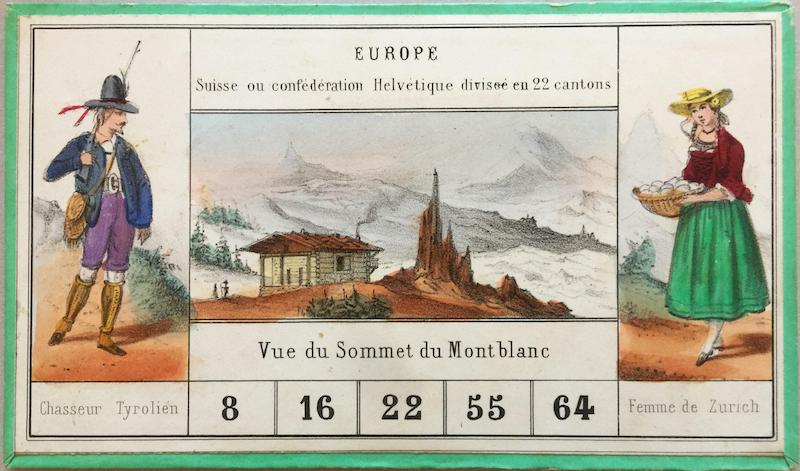 EUROPE
Suisse ou confédération Helvétique divisée en 22 cantons
Vue du Sommet du Montblanc
Chasseur Tyrolien
8 16 22 55 64
Femme de Zurich